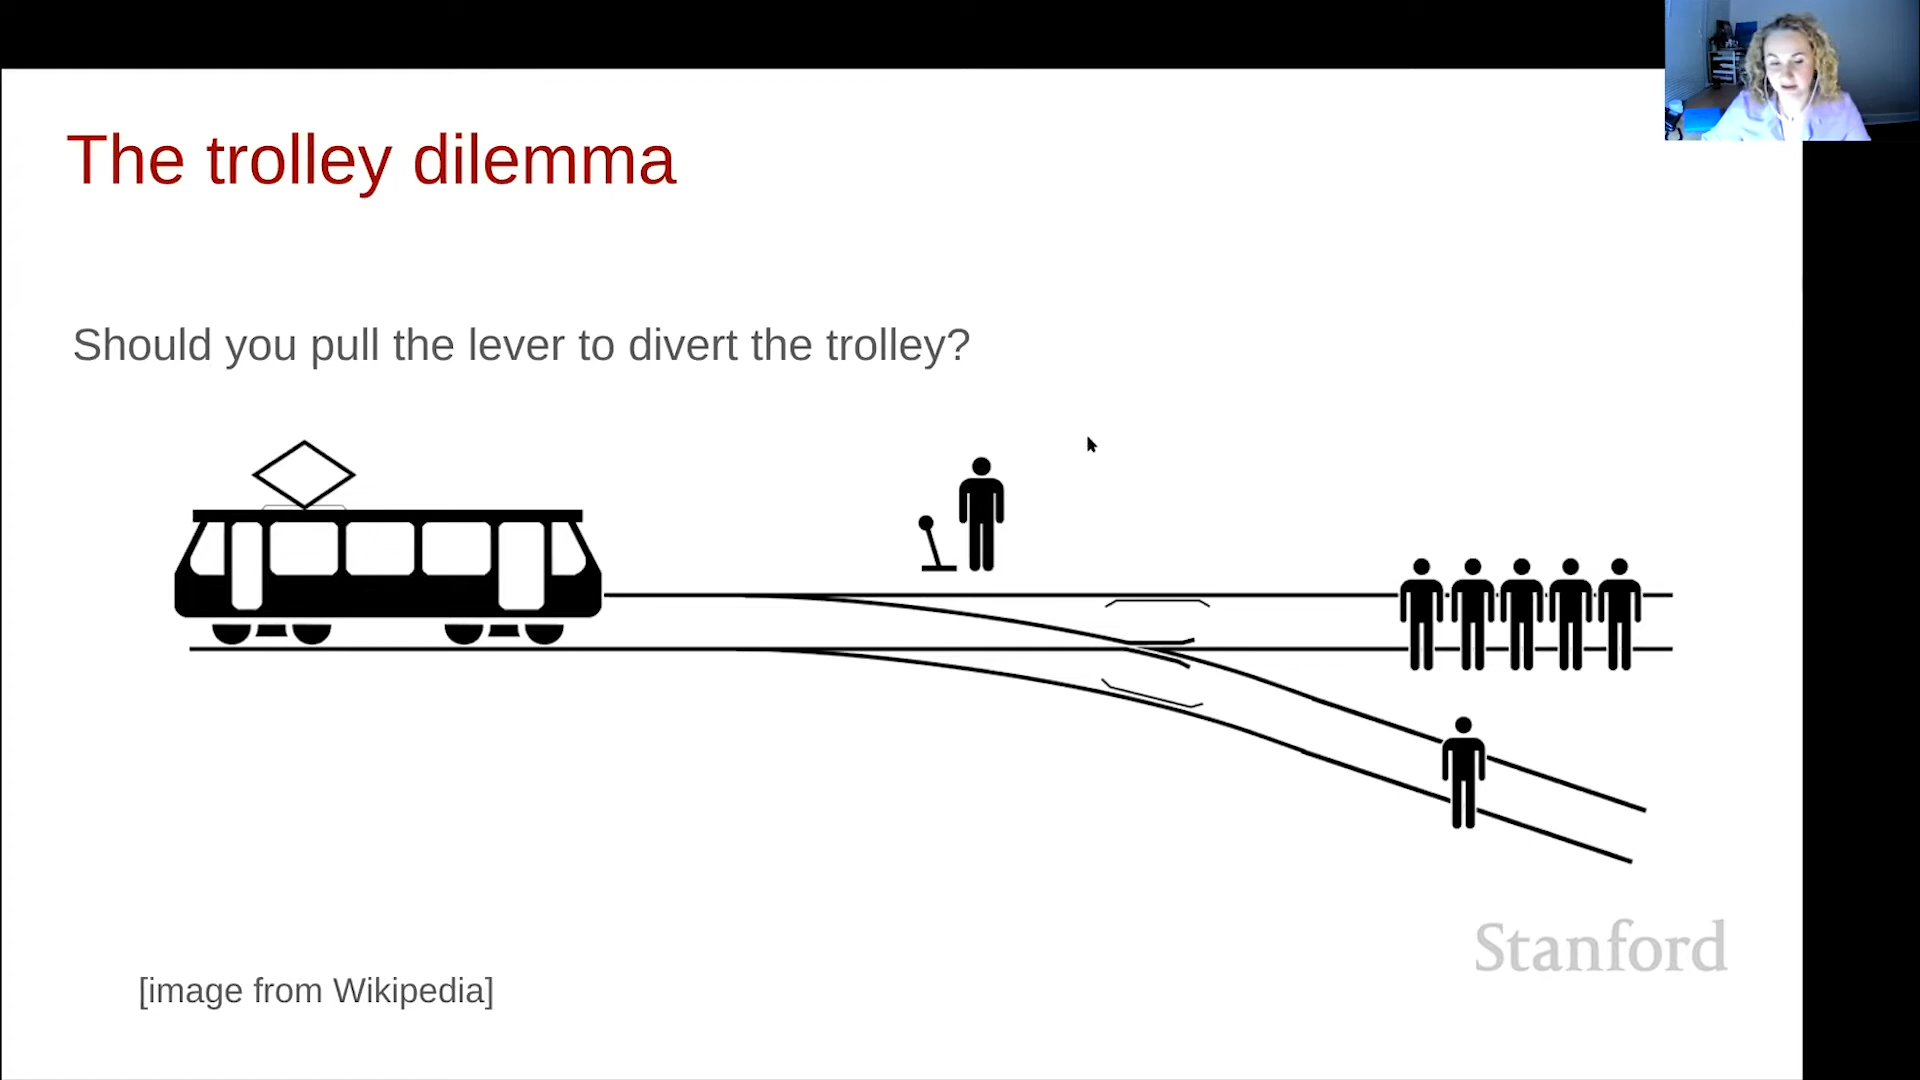 The trolley dilemma
Should you pull the lever to divert the trolley?
Stanford
[image from Wikipedia]